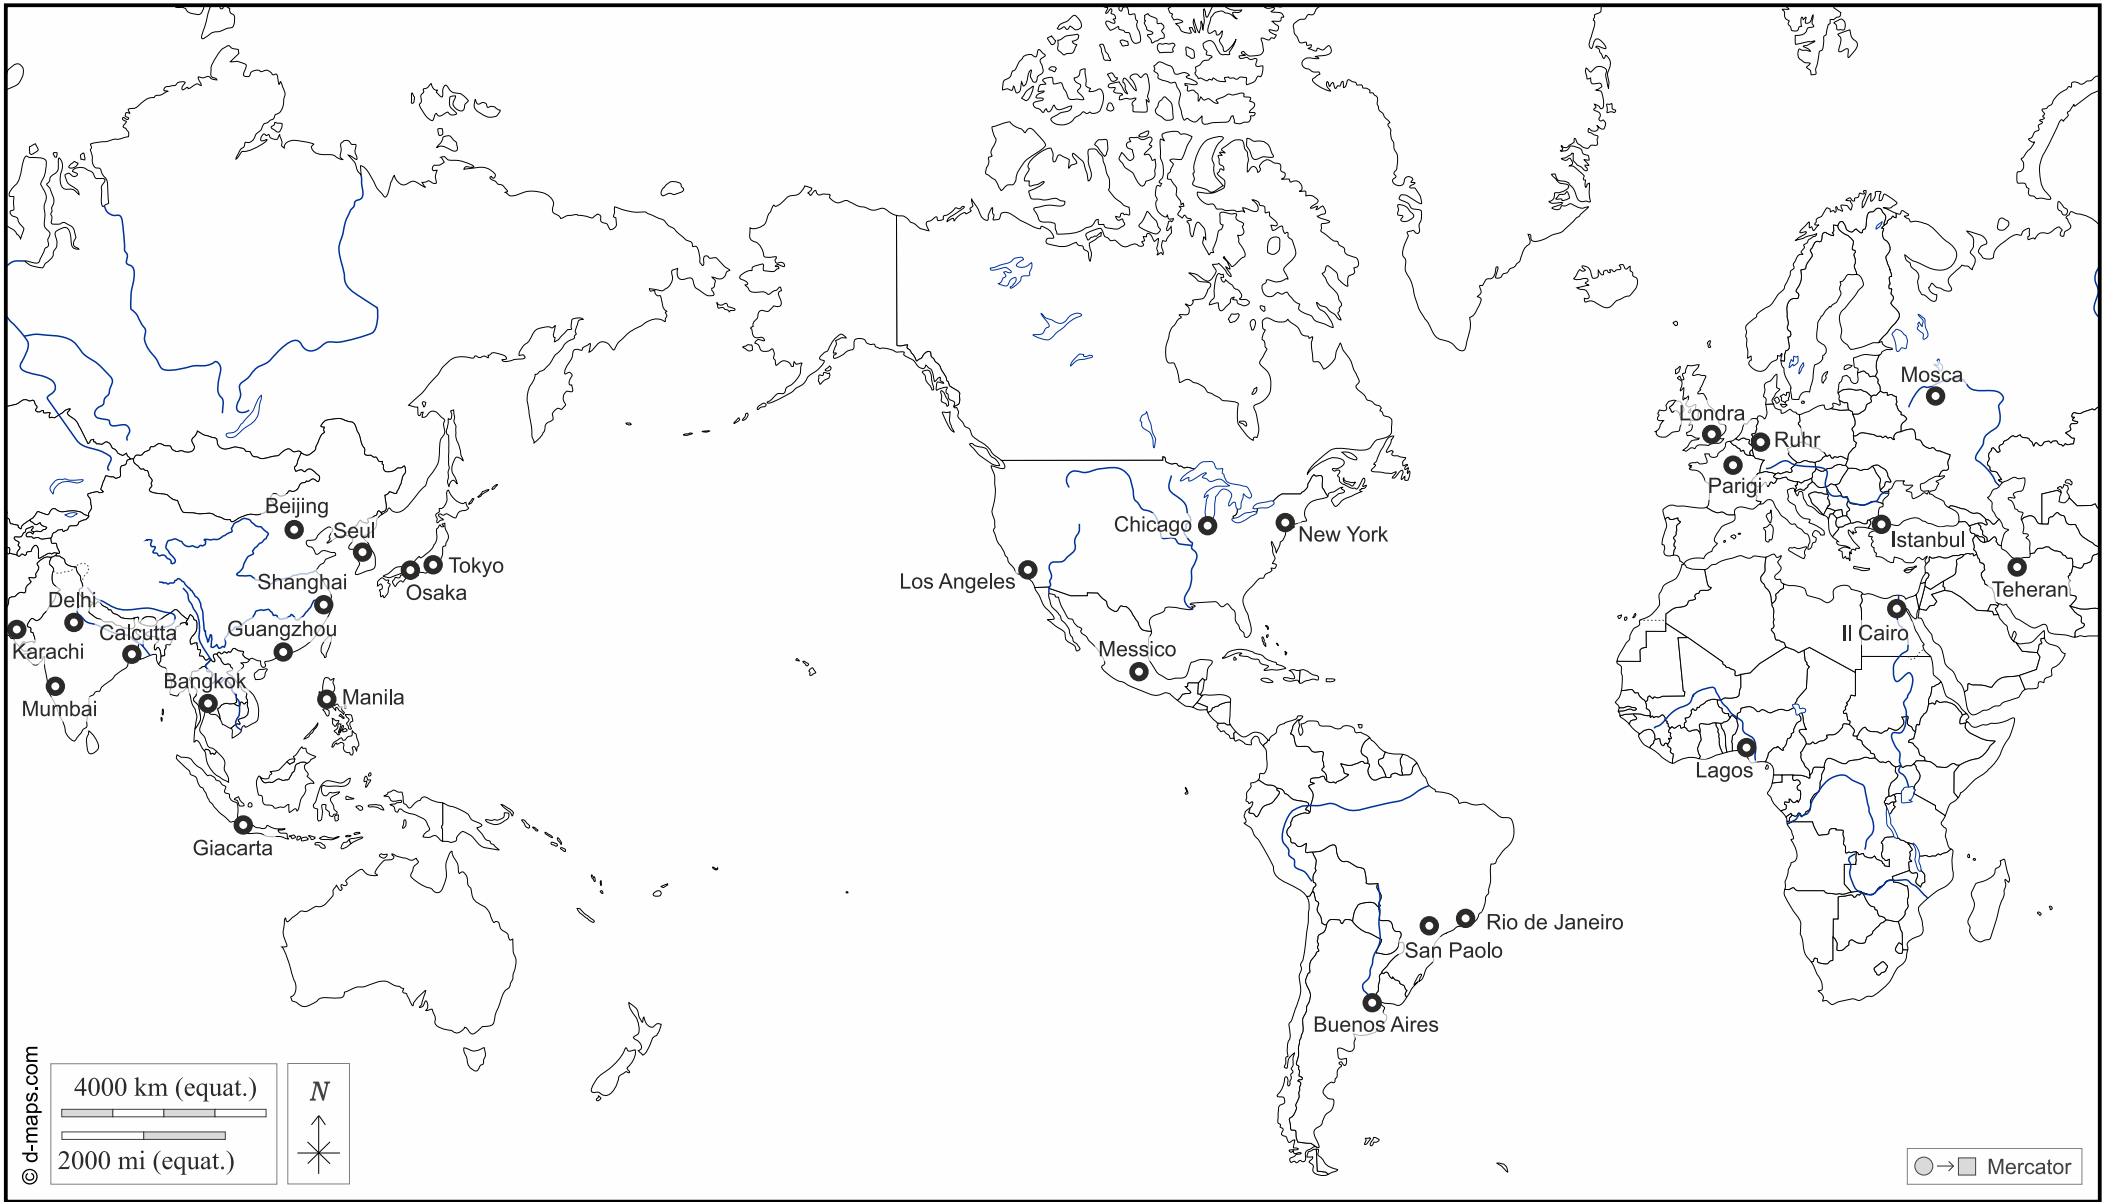 Mosca
Londra
Ruhr
Parigi
Beijing
Seul
Chicago
New York
Istanbul
Tokyo
Shanghai
Los Angeles
Osaka
Teheran
Delhi
Calcutta
Guangzhou
Il Cairo
Karachi
Messico
Bangkok
Manila
Mumbai
Lagos
Giacarta
Rio de Janeiro
San Paolo
Buenos Aires
© d-maps.com
4000 km (equat.)
2000 mi (equat.)
N
Mercator